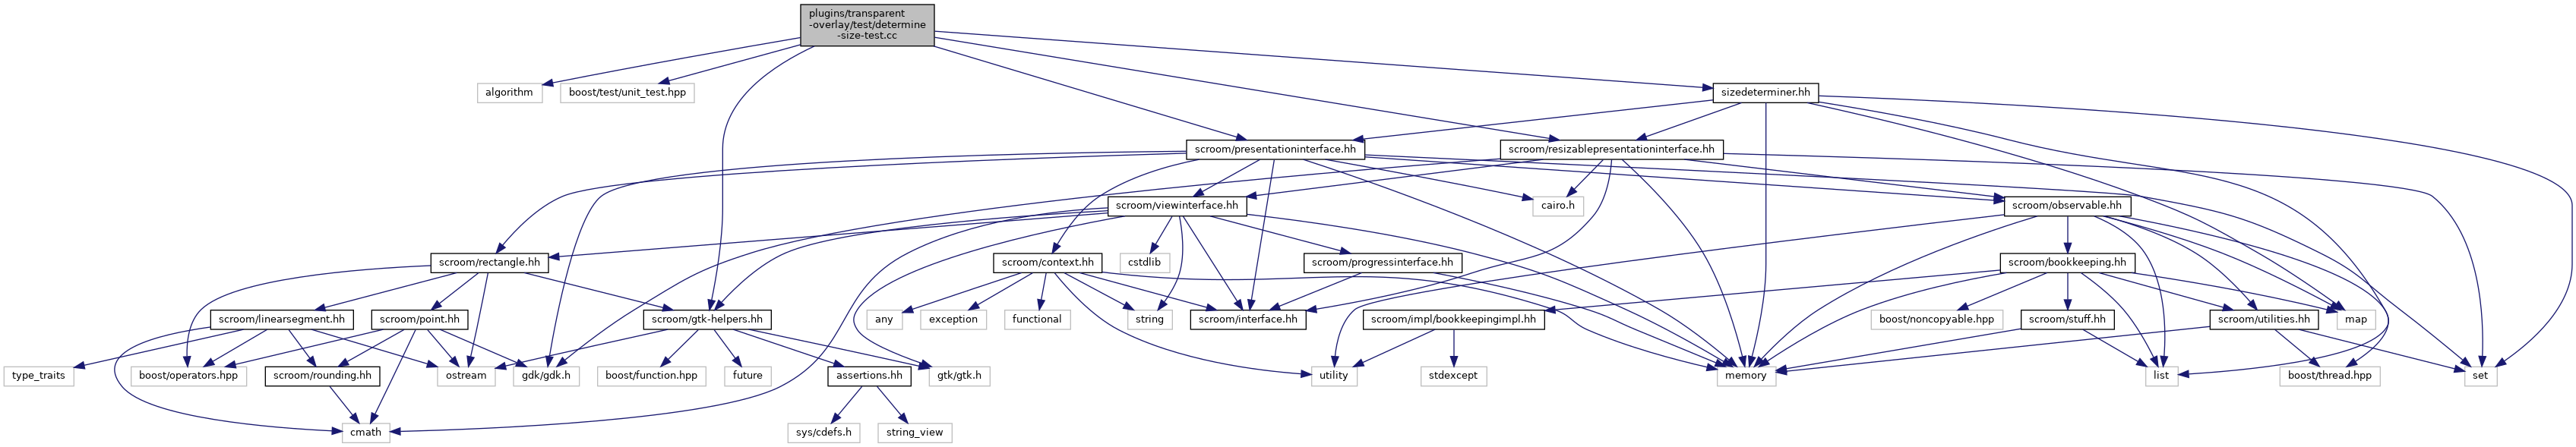 plugins/transparent
-overlay/test/determine
-size-test.cc
algorithm
boost/test/unit_test.hpp
sizedeterminer.hh
scroom/presentationinterface.hh
scroom/resizablepresentationinterface.hh
scroom/viewinterface.hh
cairo.h
scroom/observable.hh
scroom/rectangle.hh
scroom/context.hh
cstdlib
scroom/progressinterface.hh
scroom/bookkeeping.hh
scroom/linearsegment.hh
scroom/point.hh
scroom/gtk-helpers.hh
any
exception
functional
string
scroom/interface.hh
scroom/impl/bookkeepingimpl.hh
boost/noncopyable.hpp
scroom/stuff.hh
scroom/utilities.hh
map
type_traits
boost/operators.hpp
scroom/rounding.hh
ostream
gdk/gdk.h
boost/function.hpp
future
assertions.hh
gtk/gtk.h
utility
stdexcept
memory
list
boost/thread.hpp
set
cmath
sys/cdefs.h
string_view